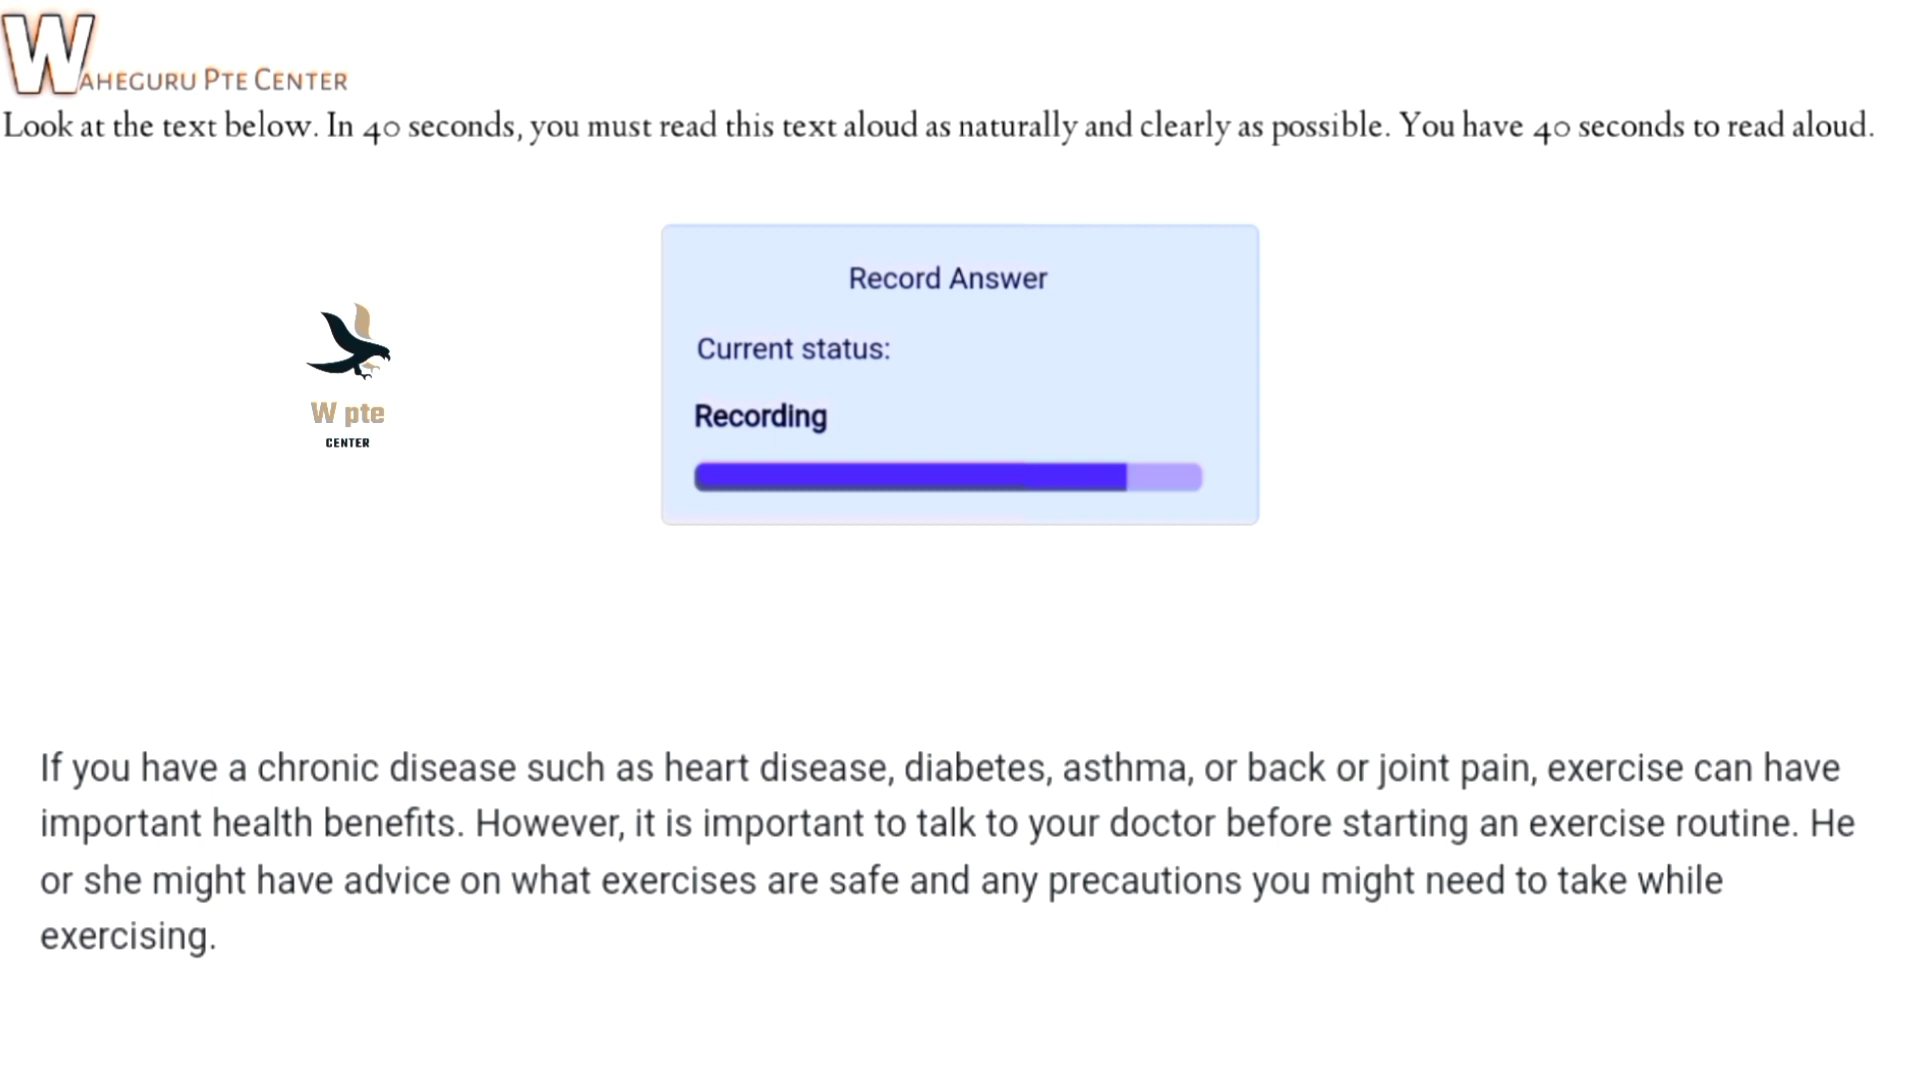 WAHEGURU PTE CENTER
Look at the text below. In 40 seconds, you must read this text aloud as naturally and clearly as possible. You have 40 seconds to read aloud.
Record Answer
Current status:
Recording
W pte
CENTER
If you have a chronic disease such as heart disease, diabetes, asthma, or back or joint pain, exercise can have
important health benefits. However, it is important to talk to your doctor before starting an exercise routine. He
or she might have advice on what exercises are safe and any precautions you might need to take while
exercising.